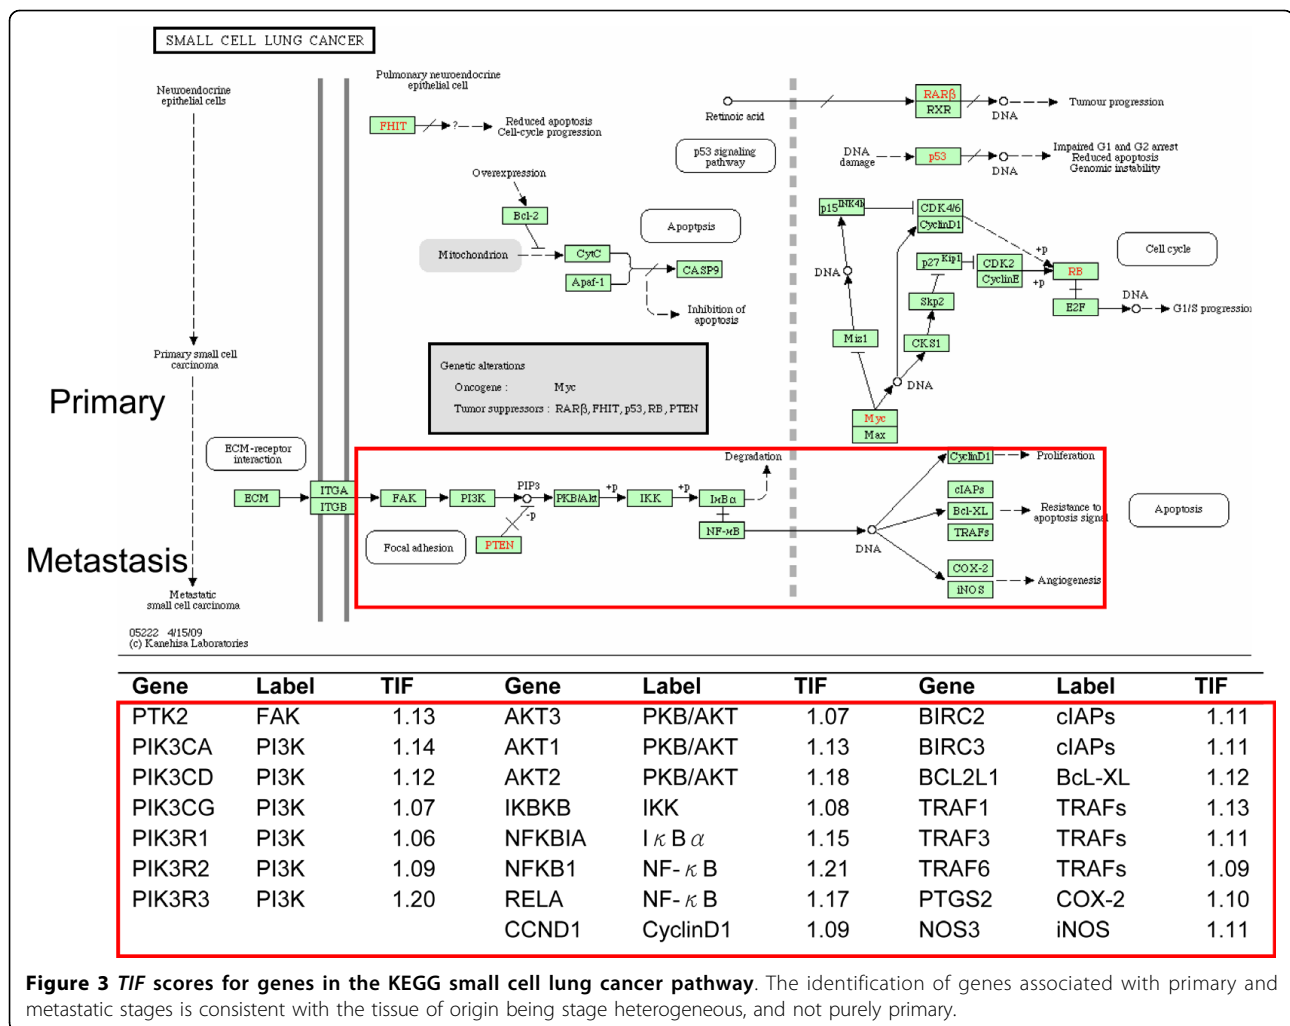 SMALL CELL LUNG CANCER
Neuroendocrine
epithelial cells
Pulmonary neuroendocrine
epithelial cell
FHIT
?
Reduced apoptosis
Cell-cycle progression
Retinoic acid
RARβ
RXR
DNA
Tumour progression
p53 signaling
pathway
DNA
damage
p53
DNA
Impaired G1 and G2 arrest
Reduced apoptosis
Genomic instability
Overexpression
Bcl-2
Apoptpsis
Mitochondrion
CytC
Apaf-1
CASP9
Inhibition of
apoptosis
p15INK4b
CDK4/6
CyclinD1
+p
Cell cycle
DNA
p27Kip1
CDK2
CyclinE
+p
RB
Skp2
E2F
DNA
G1/S progression
Miz1
CKS1
DNA
Myc
Max
Primary small cell
carcinoma
Primary
Genetic alterations
Oncogene : Myc
Tumor suppressors : RARβ, FHIT, p53, RB, PTEN
ECM-receptor
interaction
Degradation
CyclinD1
Proliferation
ECM
ITGA
ITGB
FAK
PI3K
PIP3
-p
PKB/Akt
+p
IKK
+p
IκBα
NF-κB
DNA
cIAPs
Bcl-XL
TRAFs
Resistance to
apoptosis signal
Apoptosis
Focal adhesion
PTEN
COX-2
iNOS
Angiogenesis
Metastasis
Metastatic
small cell carcinoma
05222 4/15/09
(c) Kanehisa Laboratories
Gene Label TIF Gene Label TIF Gene Label TIF
PTK2 FAK 1.13 AKT3 PKB/AKT 1.07 BIRC2 cIAPs 1.11
PIK3CA PI3K 1.14 AKT1 PKB/AKT 1.13 BIRC3 cIAPs 1.11
PIK3CD PI3K 1.12 AKT2 PKB/AKT 1.18 BCL2L1 BcL-XL 1.12
PIK3CG PI3K 1.07 IKBKB IKK 1.08 TRAF1 TRAFs 1.13
PIK3R1 PI3K 1.06 NFKBIA IκBα 1.15 TRAF3 TRAFs 1.11
PIK3R2 PI3K 1.09 NFKB1 NF-κB 1.21 TRAF6 TRAFs 1.09
PIK3R3 PI3K 1.20 RELA NF-κB 1.17 PTGS2 COX-2 1.10
CCND1 CyclinD1 1.09 NOS3 iNOS 1.11
Figure 3 TIF scores for genes in the KEGG small cell lung cancer pathway. The identification of genes associated with primary and
metastatic stages is consistent with the tissue of origin being stage heterogeneous, and not purely primary.